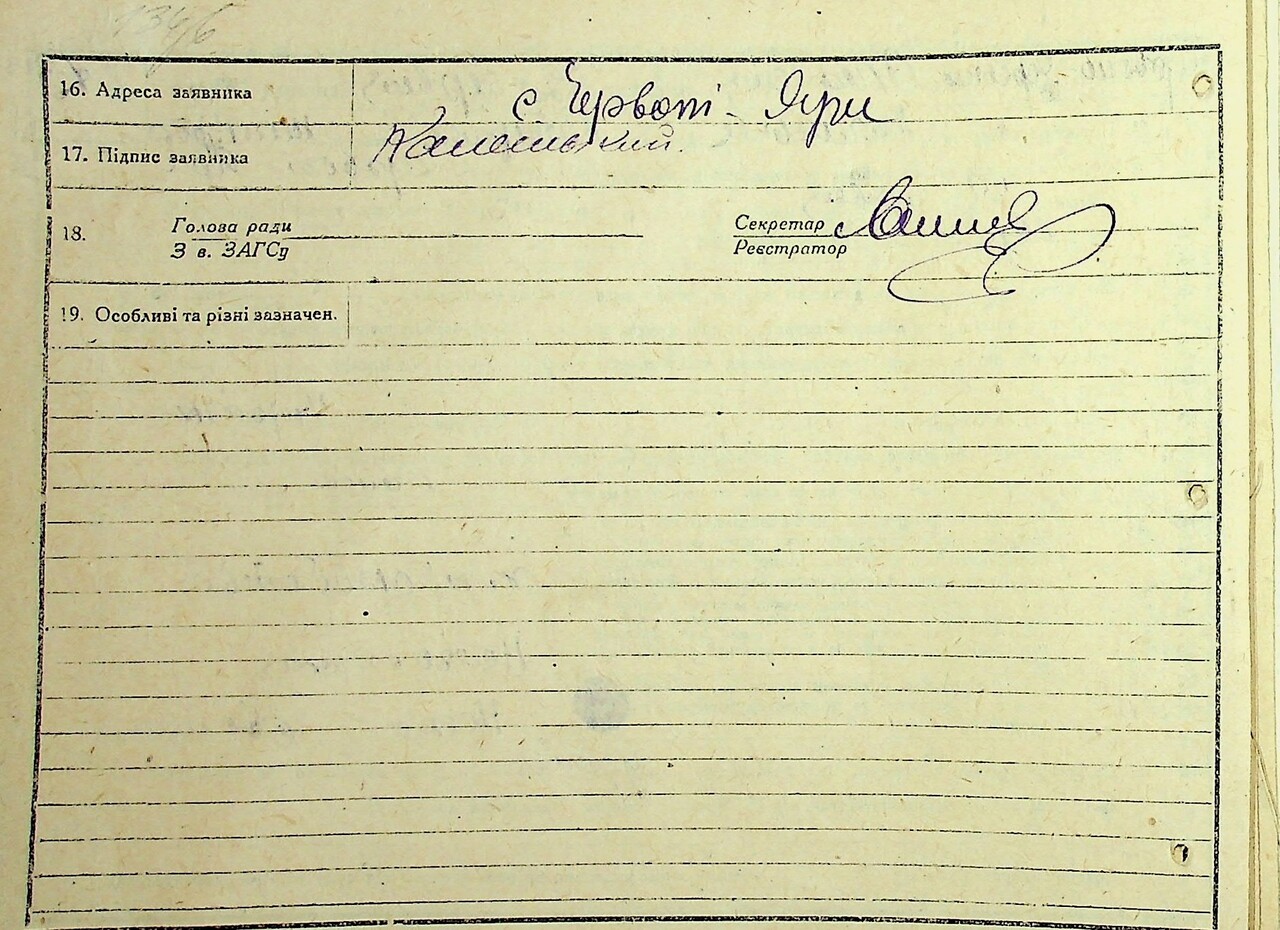 16. Адреса заявника с. Червоні-Яри
17. Підпис заявника
18. Голова ради Секретар
З в. ЗАГСу Реєстратор
19. Особливі та різні зазначен.